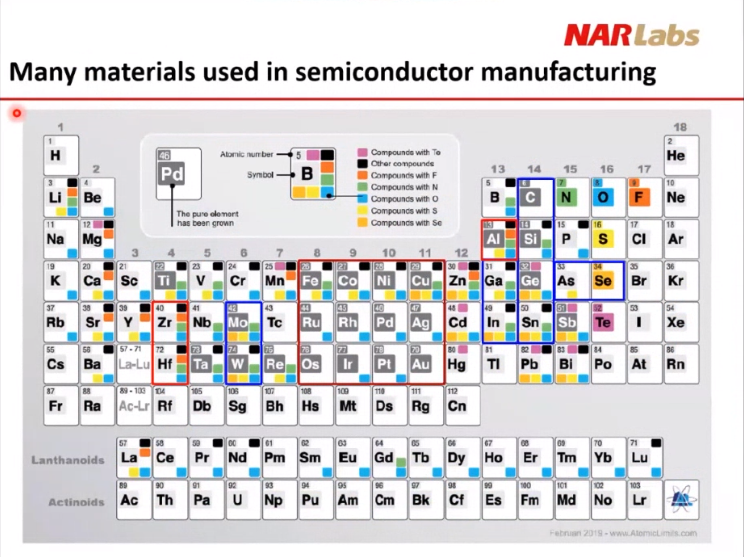 NARLabs
Many materials used in semiconductor manufacturing
1 18
1 H 2 He
2 13 14 15 16 17
3 Li 4 Be 5 B 6 C 7 N 8 O 9 F 10 Ne
11 Na 12 Mg 13 Al 14 Si 15 P 16 S 17 Cl 18 Ar
3 4 5 6 7 8 9 10 11 12
19 K 20 Ca 21 Sc 22 Ti 23 V 24 Cr 25 Mn 26 Fe 27 Co 28 Ni 29 Cu 30 Zn 31 Ga 32 Ge 33 As 34 Se 35 Br 36 Kr
37 Rb 38 Sr 39 Y 40 Zr 41 Nb 42 Mo 43 Tc 44 Ru 45 Rh 46 Pd 47 Ag 48 Cd 49 In 50 Sn 51 Sb 52 Te 53 I 54 Xe
55 Cs 56 Ba 57 - 71 La-Lu 72 Hf 73 Ta 74 W 75 Re 76 Os 77 Ir 78 Pt 79 Au 80 Hg 81 Tl 82 Pb 83 Bi 84 Po 85 At 86 Rn
87 Fr 88 Ra 89 - 103 Ac-Lr 104 Rf 105 Db 106 Sg 107 Bh 108 Hs 109 Mt 110 Ds 111 Rg 112 Cn
46 Pd
The pure element
has been grown
Atomic number
Symbol
5 B
Compounds with Te
Other compounds
Compounds with F
Compounds with N
Compounds with O
Compounds with S
Compounds with Se
Lanthanoids 57 La 58 Ce 59 Pr 60 Nd 61 Pm 62 Sm 63 Eu 64 Gd 65 Tb 66 Dy 67 Ho 68 Er 69 Tm 70 Yb 71 Lu
Actinoids 89 Ac 90 Th 91 Pa 92 U 93 Np 94 Pu 95 Am 96 Cm 97 Bk 98 Cf 99 Es 100 Fm 101 Md 102 No 103 Lr
2019 - www.AtomicLimits.com